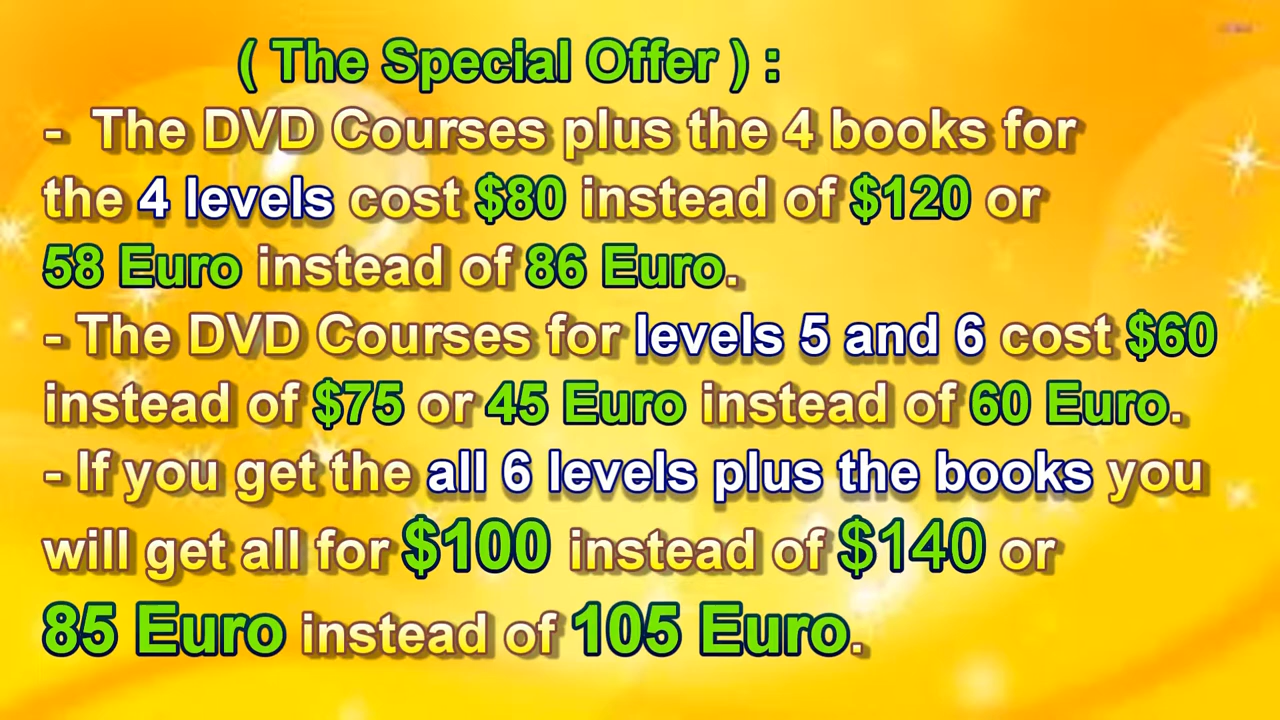 ( The Special Offer ) :
- The DVD Courses plus the 4 books for
the 4 levels cost $80 instead of $120 or
58 Euro instead of 86 Euro.
- The DVD Courses for levels 5 and 6 cost $60
instead of $75 or 45 Euro instead of 60 Euro.
- If you get the all 6 levels plus the books you
will get all for $100 instead of $140 or
85 Euro instead of 105 Euro.